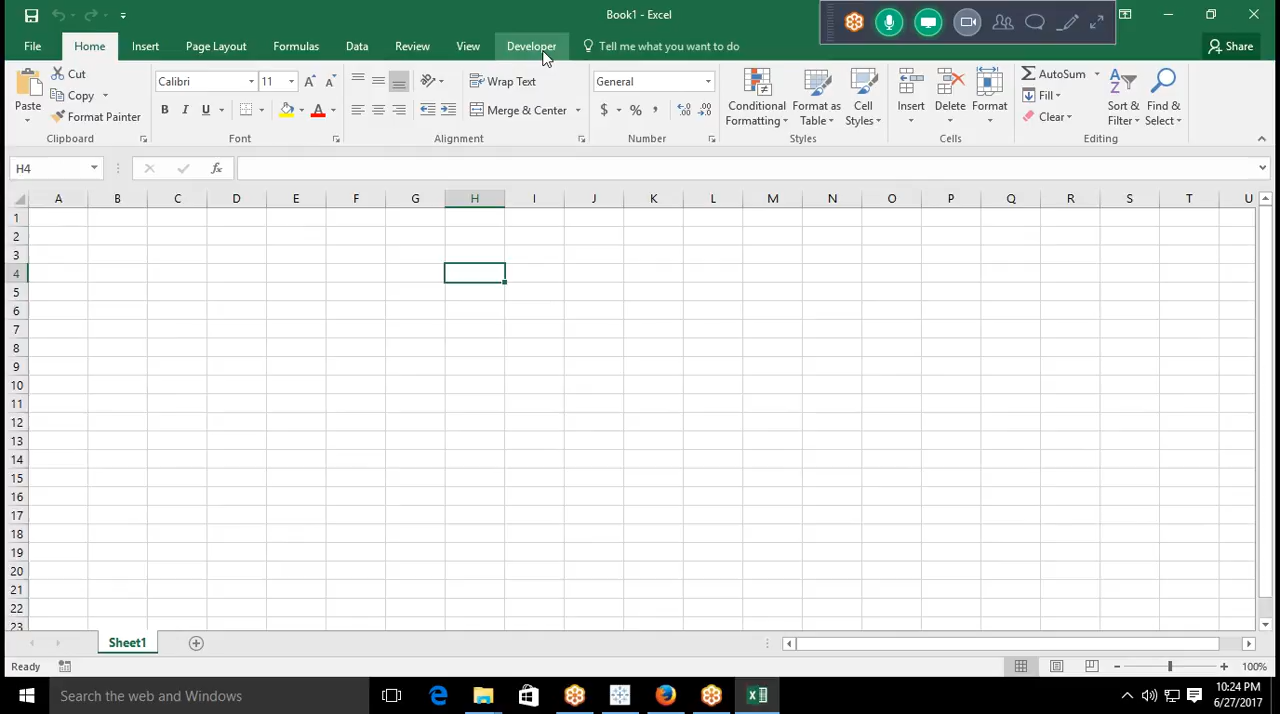 Book1 - Excel
File Home Insert Page Layout Formulas Data Review View Developer Tell me what you want to do Share
Paste Cut Copy Format Painter Clipboard
Calibri 11 B I U A Font
Wrap Text Merge & Center Alignment
General $ % , Number
Conditional Formatting Format as Table Cell Styles Styles
Insert Delete Format Cells
AutoSum Fill Clear Sort & Filter Find & Select Editing
H4 fx
A B C D E F G H I J K L M N O P Q R S T U
1
2
3
4
5
6
7
8
9
10
11
12
13
14
15
16
17
18
19
20
21
22
23
Sheet1
Ready 100%
Search the web and Windows 10:24 PM
6/27/2017